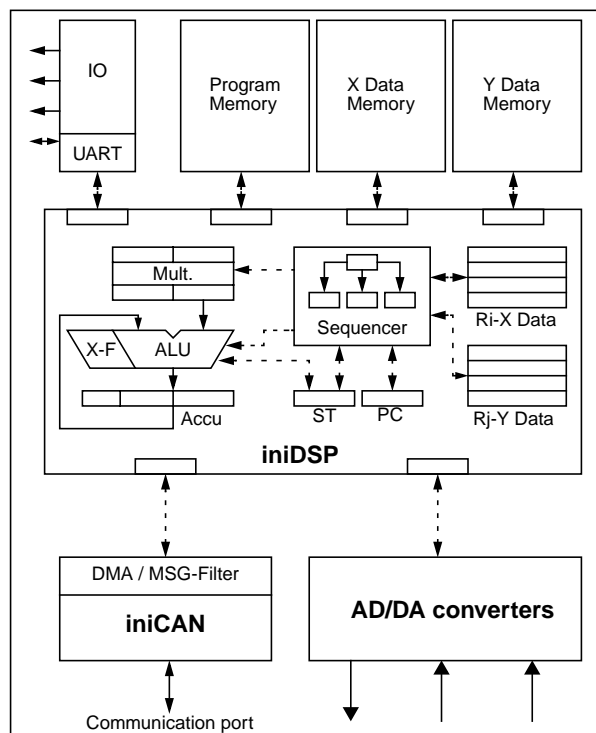 IO
UART
Program
Memory
X Data
Memory
Y Data
Memory
Mult.
Sequencer
Ri-X Data
X-F
ALU
Accu
ST
PC
Rj-Y Data
iniDSP
DMA / MSG-Filter
iniCAN
AD/DA converters
Communication port